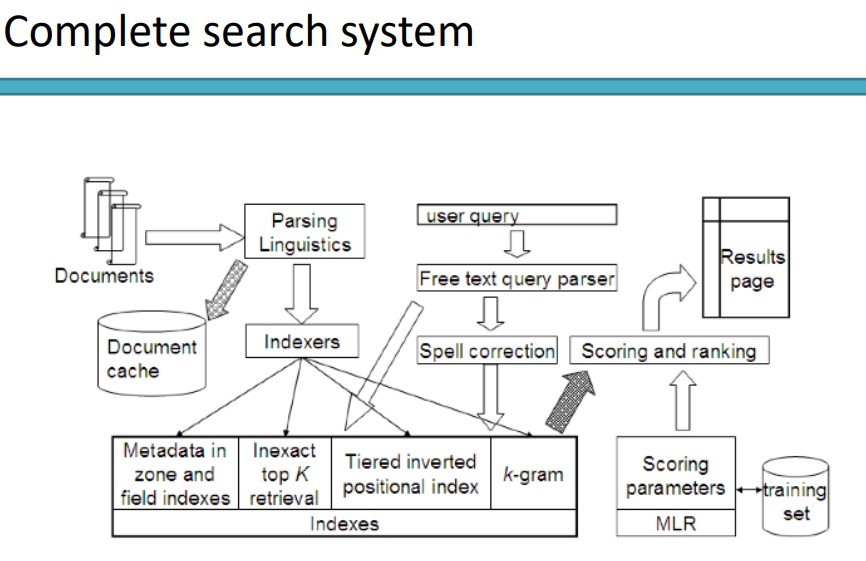 Complete search system
Documents
Parsing
Linguistics
user query
Free text query parser
Results
page
Document
cache
Indexers
Spell correction
Scoring and ranking
Metadata in
zone and
field indexes
Inexact
top K
retrieval
Tiered inverted
positional index
k-gram
Indexes
Scoring
parameters
MLR
training
set